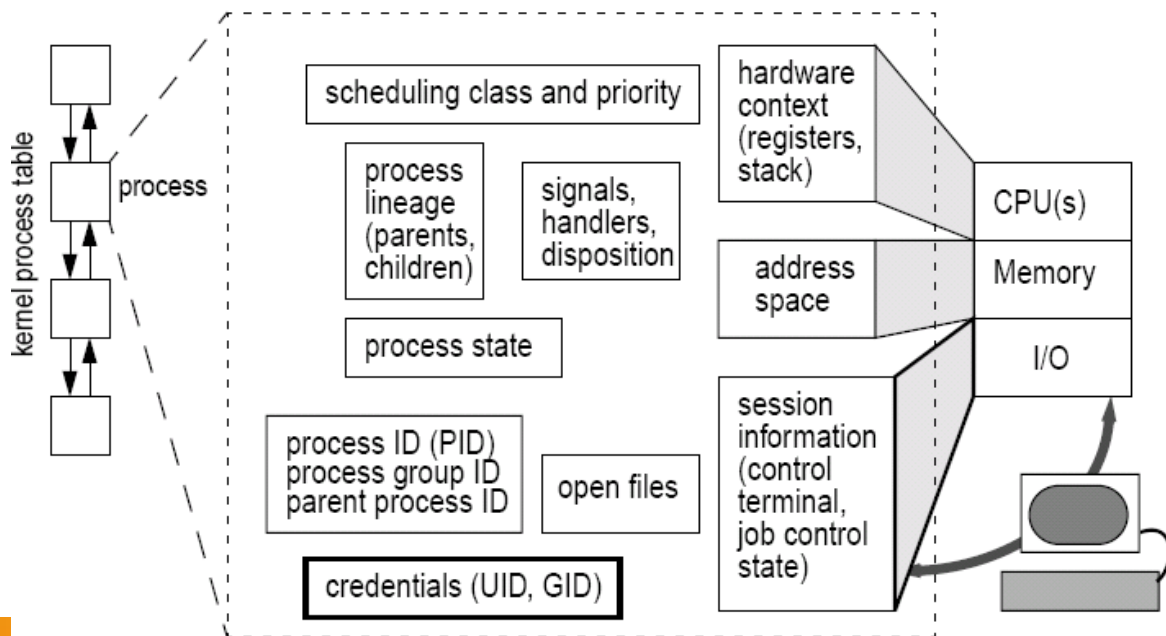 kernel process table
process
scheduling class and priority
process
lineage
(parents,
children)
signals,
handlers,
disposition
process state
process ID (PID)
process group ID
parent process ID
open files
credentials (UID, GID)
hardware
context
(registers,
stack)
address
space
session
information
(control
terminal,
job control
state)
CPU(s)
Memory
I/O